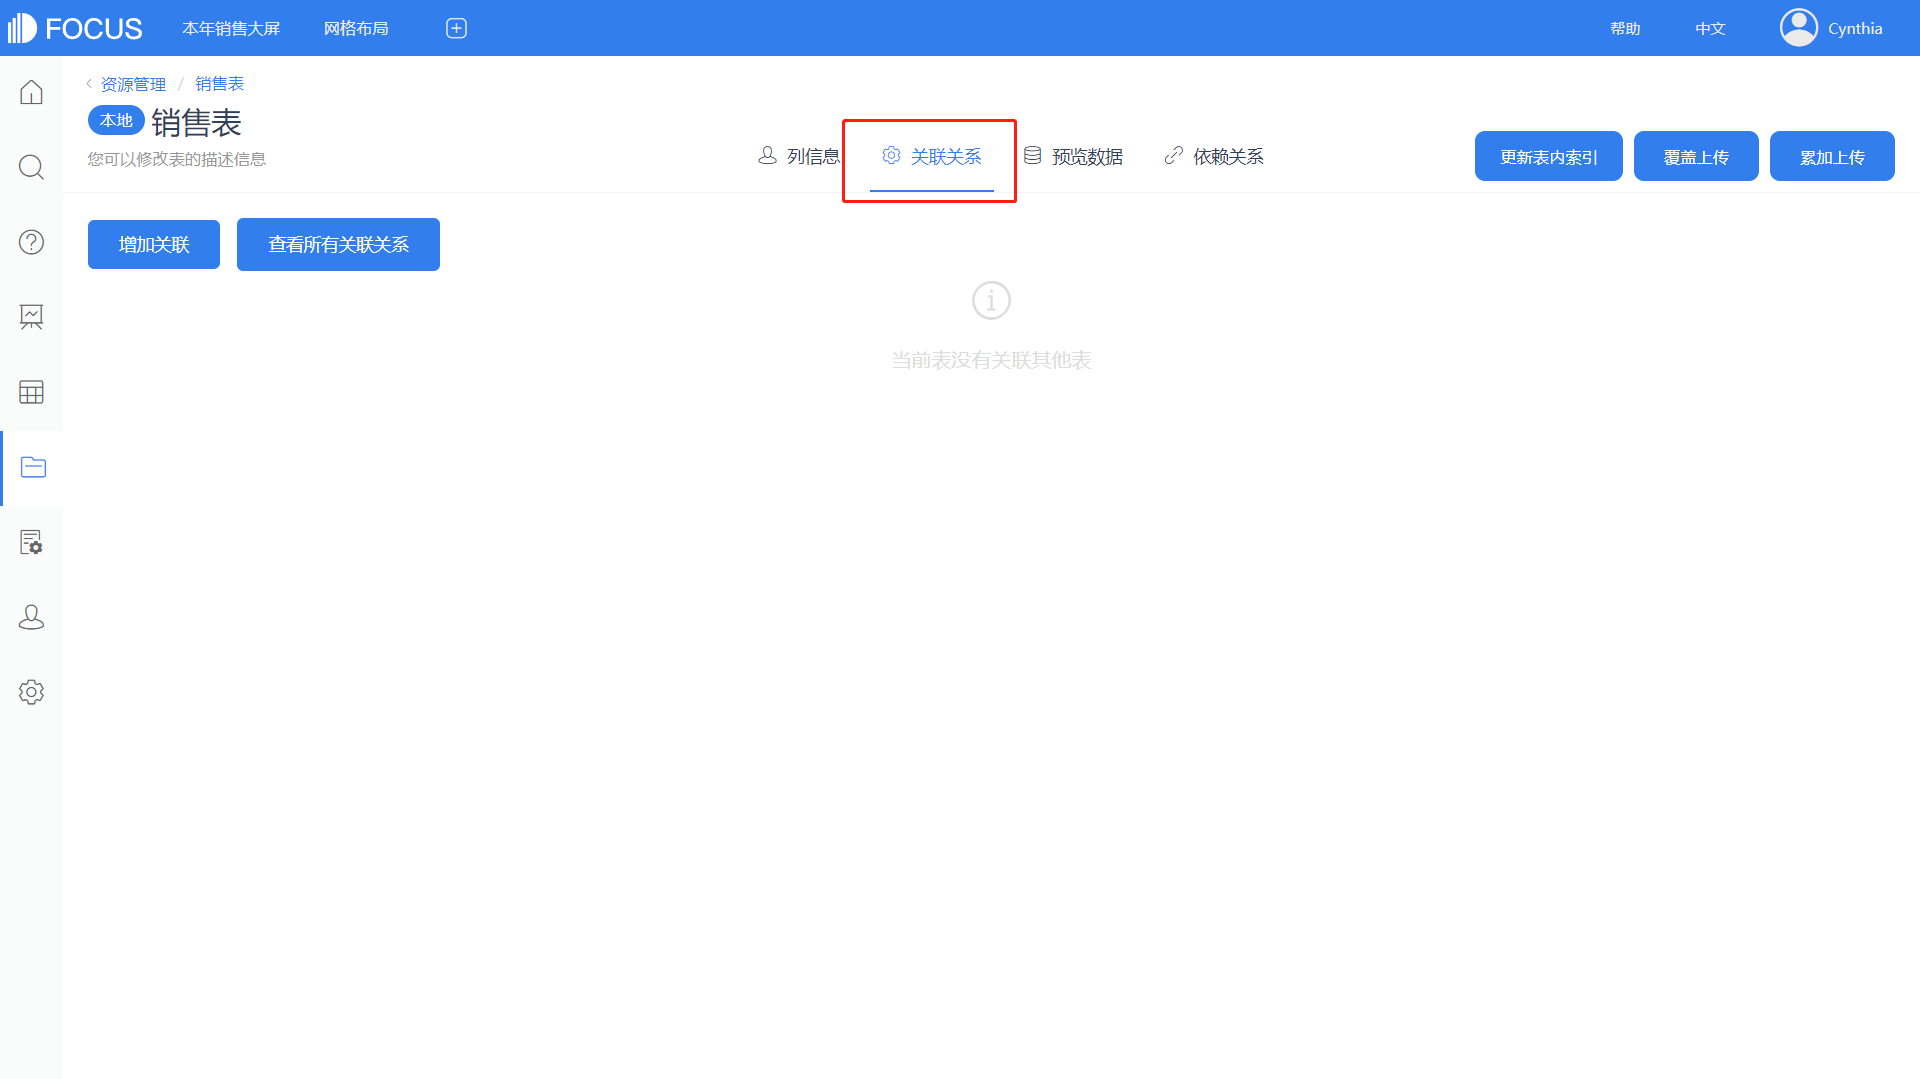 FOCUS 本年销售大屏 网格布局 帮助 中文 Cynthia
资源管理 / 销售表
本地 销售表
您可以修改表的描述信息
列信息 关联关系 预览数据 依赖关系 更新表内索引 覆盖上传 累加上传
增加关联 查看所有关联关系
当前表没有关联其他表